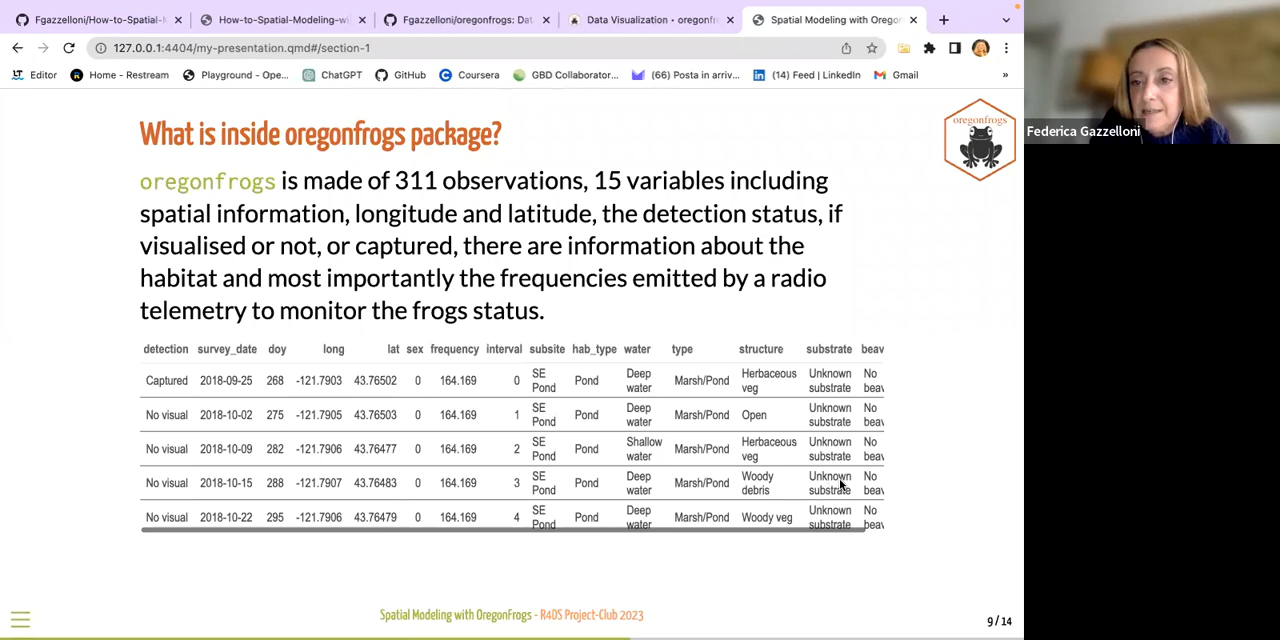 Fgazzelloni/How-to-Spatial-M
How-to-Spatial-Modeling-wi
Fgazzelloni/oregonfrogs: Dat
Data Visualization • oregonfr
Spatial Modeling with Orego
127.0.0.1:4404/my-presentation.qmd#/section-1
Editor
Home - Restream
Playground - Ope...
ChatGPT
GitHub
Coursera
GBD Collaborator...
(66) Posta in arriv...
(14) Feed | LinkedIn
Gmail
»
What is inside oregonfrogs package?
oregonfrogs
Federica Gazzelloni
oregonfrogs is made of 311 observations, 15 variables including
spatial information, longitude and latitude, the detection status, if
visualised or not, or captured, there are information about the
habitat and most importantly the frequencies emitted by a radio
telemetry to monitor the frogs status.
detection survey_date doy long lat sex frequency interval subsite hab_type water type structure substrate beav
Captured 2018-09-25 268 -121.7903 43.76502 0 164.169 0 SE Pond Pond Deep water Marsh/Pond Herbaceous veg Unknown substrate No beav
No visual 2018-10-02 275 -121.7905 43.76503 0 164.169 1 SE Pond Pond Deep water Marsh/Pond Open Unknown substrate No beav
No visual 2018-10-09 282 -121.7906 43.76477 0 164.169 2 SE Pond Pond Shallow water Marsh/Pond Herbaceous veg Unknown substrate No beav
No visual 2018-10-15 288 -121.7907 43.76483 0 164.169 3 SE Pond Pond Deep water Marsh/Pond Woody debris Unknown substrate No beav
No visual 2018-10-22 295 -121.7906 43.76479 0 164.169 4 SE Pond Pond Deep water Marsh/Pond Woody veg Unknown substrate No beav
Spatial Modeling with OregonFrogs - R4DS Project-Club 2023
9 / 14